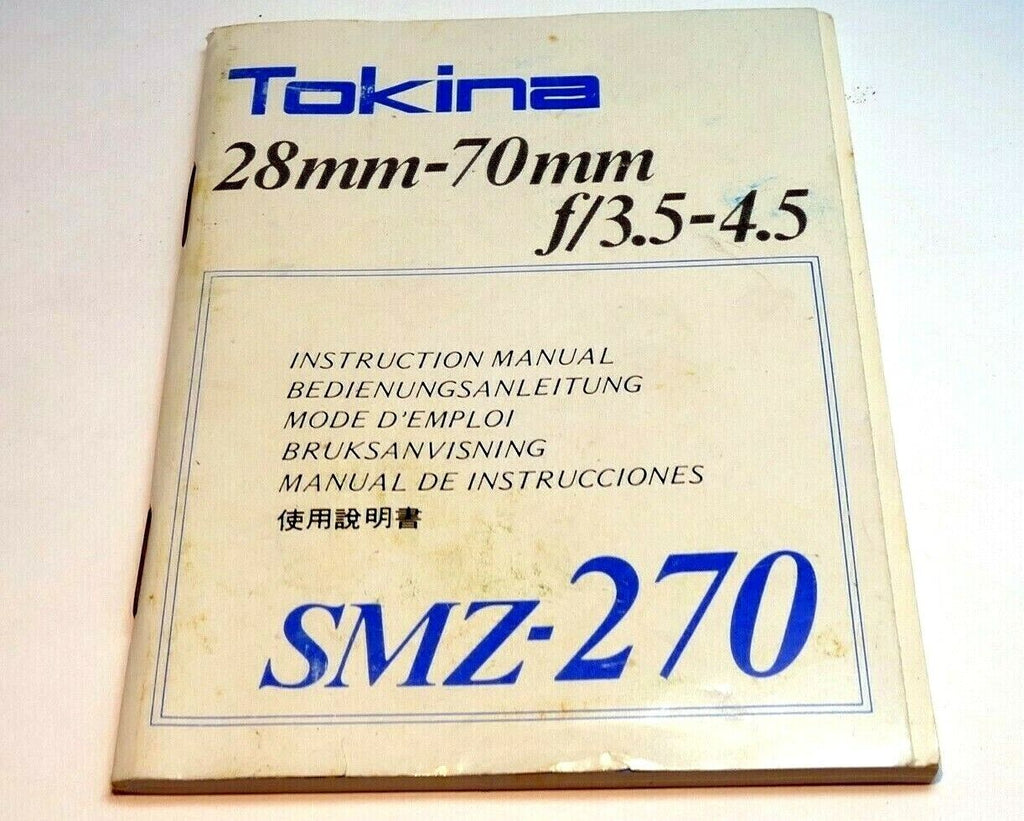 Tokina
28mm-70mm
f/3.5-4.5
INSTRUCTION MANUAL
BEDIENUNGSANLEITUNG
MODE D'EMPLOI
BRUKSANVISNING
MANUAL DE INSTRUCCIONES
使用說明書
SMZ-270